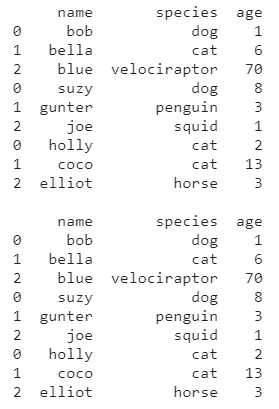 name species age
0 bob dog 1
1 bella cat 6
2 blue velociraptor 70
0 suzy dog 8
1 gunter penguin 3
2 joe squid 1
0 holly cat 2
1 coco cat 13
2 elliot horse 3
name species age
0 bob dog 1
1 bella cat 6
2 blue velociraptor 70
0 suzy dog 8
1 gunter penguin 3
2 joe squid 1
0 holly cat 2
1 coco cat 13
2 elliot horse 3